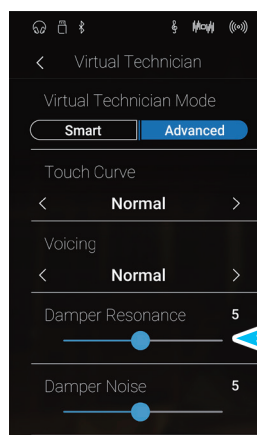 Virtual Technician
Virtual Technician Mode
Smart Advanced
Touch Curve
Normal
Voicing
Normal
Damper Resonance 5
Damper Noise 5